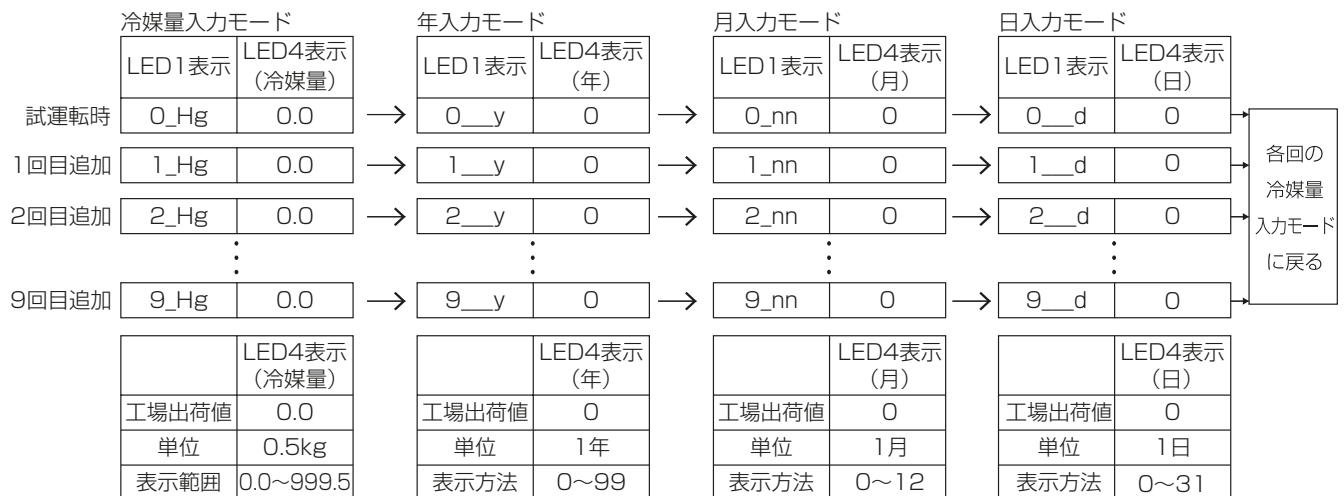 冷媒量入力モード 年入力モード 月入力モード 日入力モード
LED1表示 LED4表示(冷媒量) LED1表示 LED4表示(年) LED1表示 LED4表示(月) LED1表示 LED4表示(日)
試運転時 0_Hg 0.0 → 0__y 0 → 0_nn 0 → 0__d 0
1回目追加 1_Hg 0.0 → 1__y 0 → 1_nn 0 → 1__d 0
2回目追加 2_Hg 0.0 → 2__y 0 → 2_nn 0 → 2__d 0
9回目追加 9_Hg 0.0 → 9__y 0 → 9_nn 0 → 9__d 0
各回の
冷媒量
入力モード
に戻る
LED4表示(冷媒量) LED4表示(年) LED4表示(月) LED4表示(日)
工場出荷値 0.0 工場出荷値 0 工場出荷値 0 工場出荷値 0
単位 0.5kg 単位 1年 単位 1月 単位 1日
表示範囲 0.0～999.5 表示方法 0～99 表示方法 0～12 表示方法 0～31